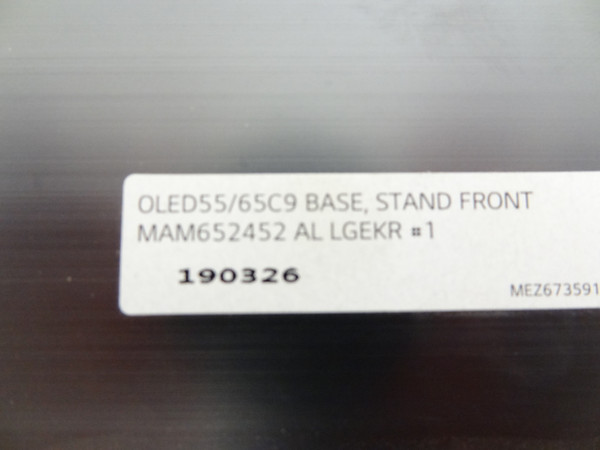 OLED55/65C9 BASE, STAND FRONT
MAM652452 AL LGEKR #1
190326
MEZ673591